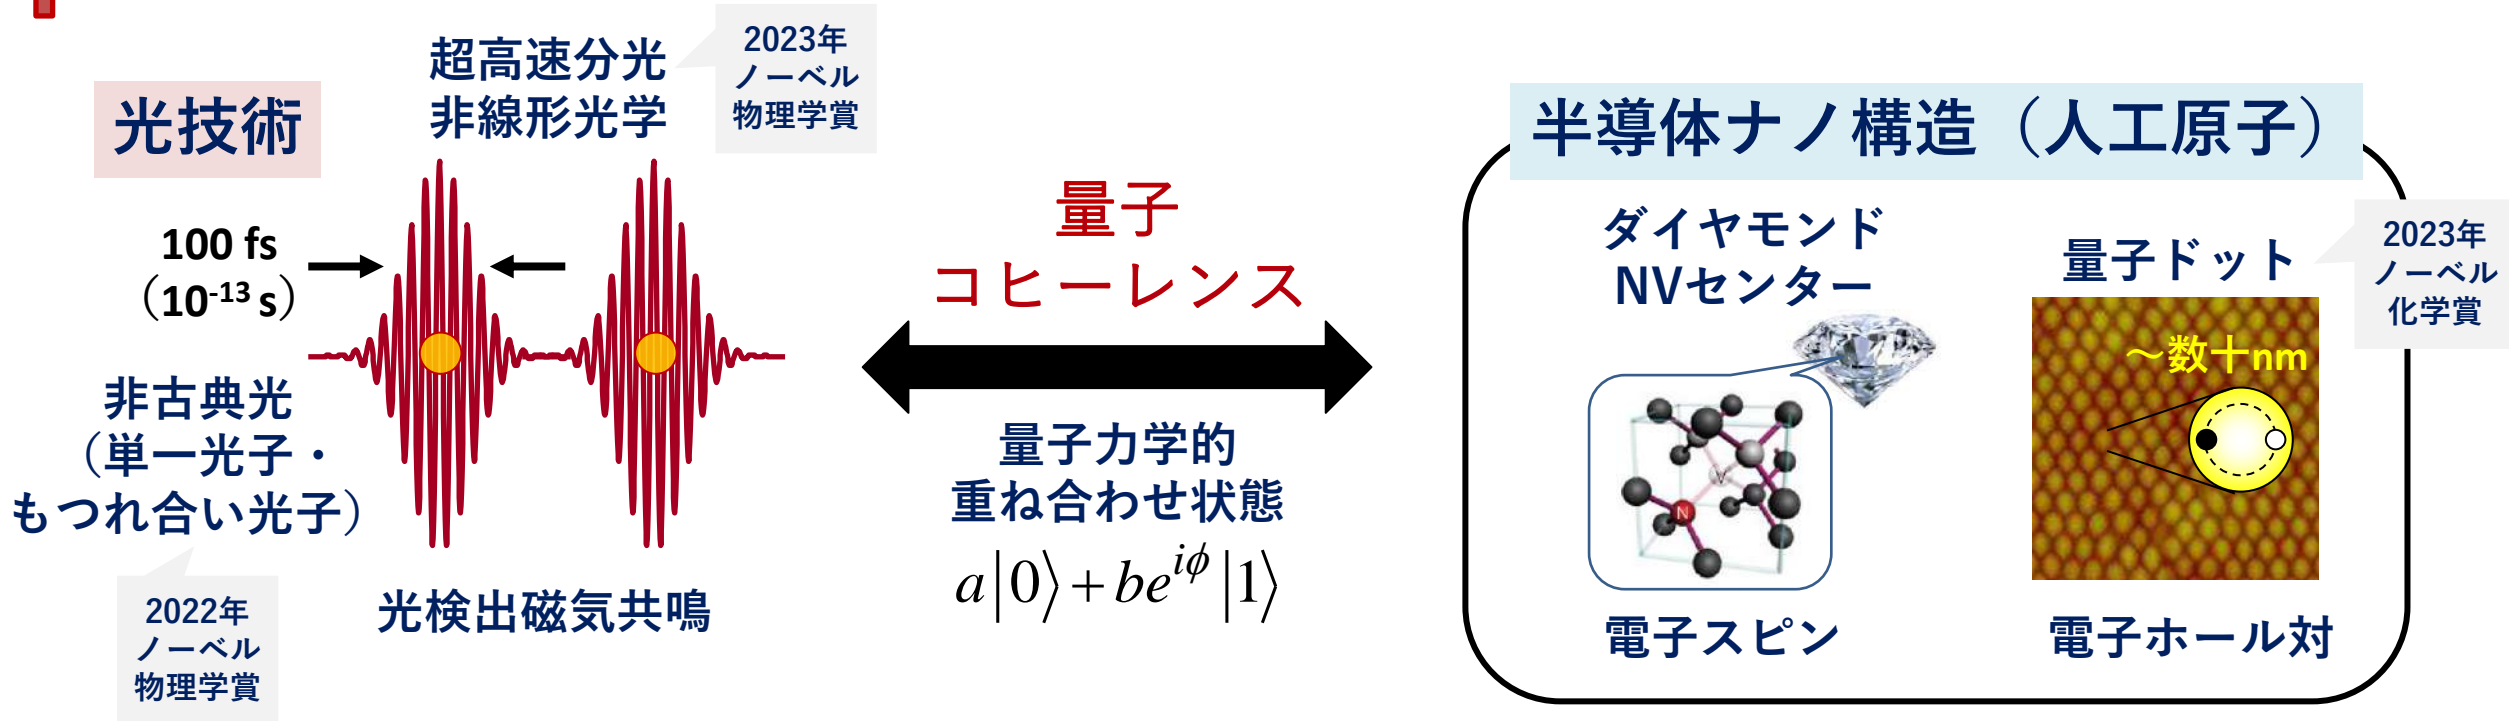 光技術
超高速分光
非線形光学
2023年
ノーベル
物理学賞
100 fs
（10⁻¹³ s）
非古典光
（単一光子・
もつれ合い光子）
2022年
ノーベル
物理学賞
光検出磁気共鳴
量子
コヒーレンス
量子力学的
重ね合わせ状態
a|0⟩+be^{iϕ}|1⟩
半導体ナノ構造（人工原子）
ダイヤモンド
NVセンター
V
N
電子スピン
量子ドット
2023年
ノーベル
化学賞
～数十nm
電子ホール対